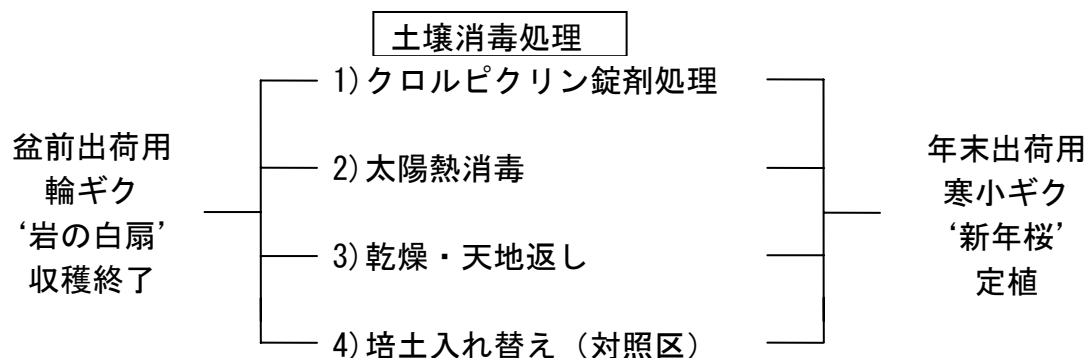 土壌消毒処理
1)クロルピクリン錠剤処理
2)太陽熱消毒
3)乾燥・天地返し
4)培土入れ替え（対照区）
盆前出荷用
輪ギク
‘岩の白扇’
収穫終了
年末出荷用
寒小ギク
‘新年桜’
定植